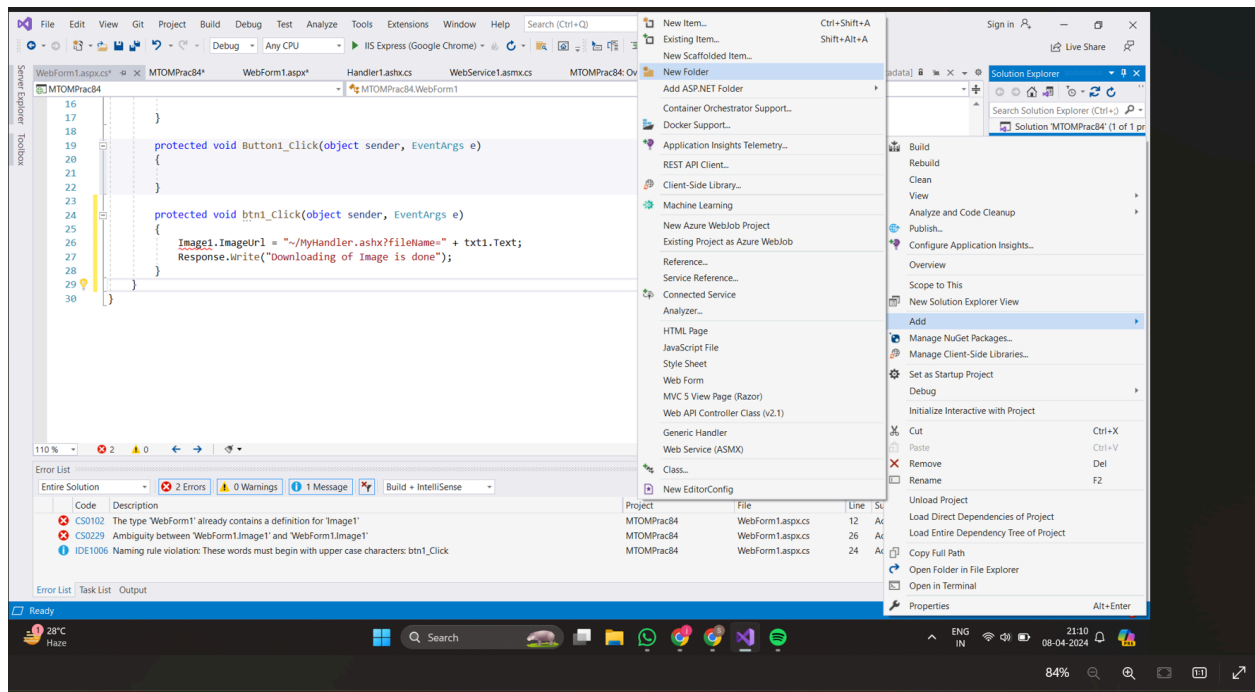 File Edit View Git Project Build Debug Test Analyze Tools Extensions Window Help Search (Ctrl+Q)
Sign in
Debug Any CPU IIS Express (Google Chrome)
Live Share
WebForm1.aspx.cs* MTOMPrac84* WebForm1.aspx* Handler1.ashx.cs WebService1.asmx.cs MTOMPrac84: Ov
adata]
MTOMPrac84 MTOMPrac84.WebForm1
Server Explorer
Toolbox
16
17 }
18
19 protected void Button1_Click(object sender, EventArgs e)
20 {
21
22 }
23
24 protected void btn1_Click(object sender, EventArgs e)
25 {
26 Image1.ImageUrl = "~/MyHandler.ashx?fileName=" + txt1.Text;
27 Response.Write("Downloading of Image is done");
28 }
29 }
30 }
110 % 2 0
Error List
Entire Solution 2 Errors 0 Warnings 1 Message Build + IntelliSense
Code Description Project File Line Su
CS0102 The type 'WebForm1' already contains a definition for 'Image1' MTOMPrac84 WebForm1.aspx.cs 12 Ac
CS0229 Ambiguity between 'WebForm1.Image1' and 'WebForm1.Image1' MTOMPrac84 WebForm1.aspx.cs 26 Ac
IDE1006 Naming rule violation: These words must begin with upper case characters: btn1_Click MTOMPrac84 WebForm1.aspx.cs 24 Ac
Error List Task List Output
Ready
New Item... Ctrl+Shift+A
Existing Item... Shift+Alt+A
New Scaffolded Item...
New Folder
Add ASP.NET Folder
Container Orchestrator Support...
Docker Support...
Application Insights Telemetry...
REST API Client...
Client-Side Library...
Machine Learning
New Azure WebJob Project
Existing Project as Azure WebJob
Reference...
Service Reference...
Connected Service
Analyzer...
HTML Page
JavaScript File
Style Sheet
Web Form
MVC 5 View Page (Razor)
Web API Controller Class (v2.1)
Generic Handler
Web Service (ASMX)
Class...
New EditorConfig
Solution Explorer
Search Solution Explorer (Ctrl+;)
Solution 'MTOMPrac84' (1 of 1 pr
Build
Rebuild
Clean
View
Analyze and Code Cleanup
Publish...
Configure Application Insights...
Overview
Scope to This
New Solution Explorer View
Add
Manage NuGet Packages...
Manage Client-Side Libraries...
Set as Startup Project
Debug
Initialize Interactive with Project
Cut Ctrl+X
Paste Ctrl+V
Remove Del
Rename F2
Unload Project
Load Direct Dependencies of Project
Load Entire Dependency Tree of Project
Copy Full Path
Open Folder in File Explorer
Open in Terminal
Properties Alt+Enter
1
28°C
Haze
Search
ENG
IN
21:10
08-04-2024
84%
1:1